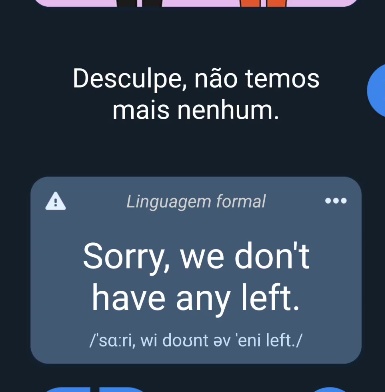 Desculpe, não temos
mais nenhum.
Linguagem formal
Sorry, we don't
have any left.
/ˈsɑːri, wi doʊnt əv ˈeni left./